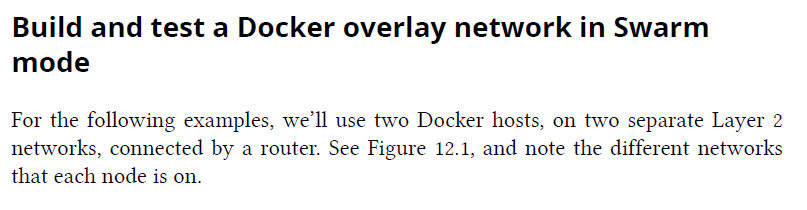 Build and test a Docker overlay network in Swarm
mode
For the following examples, we’ll use two Docker hosts, on two separate Layer 2
networks, connected by a router. See Figure 12.1, and note the different networks
that each node is on.